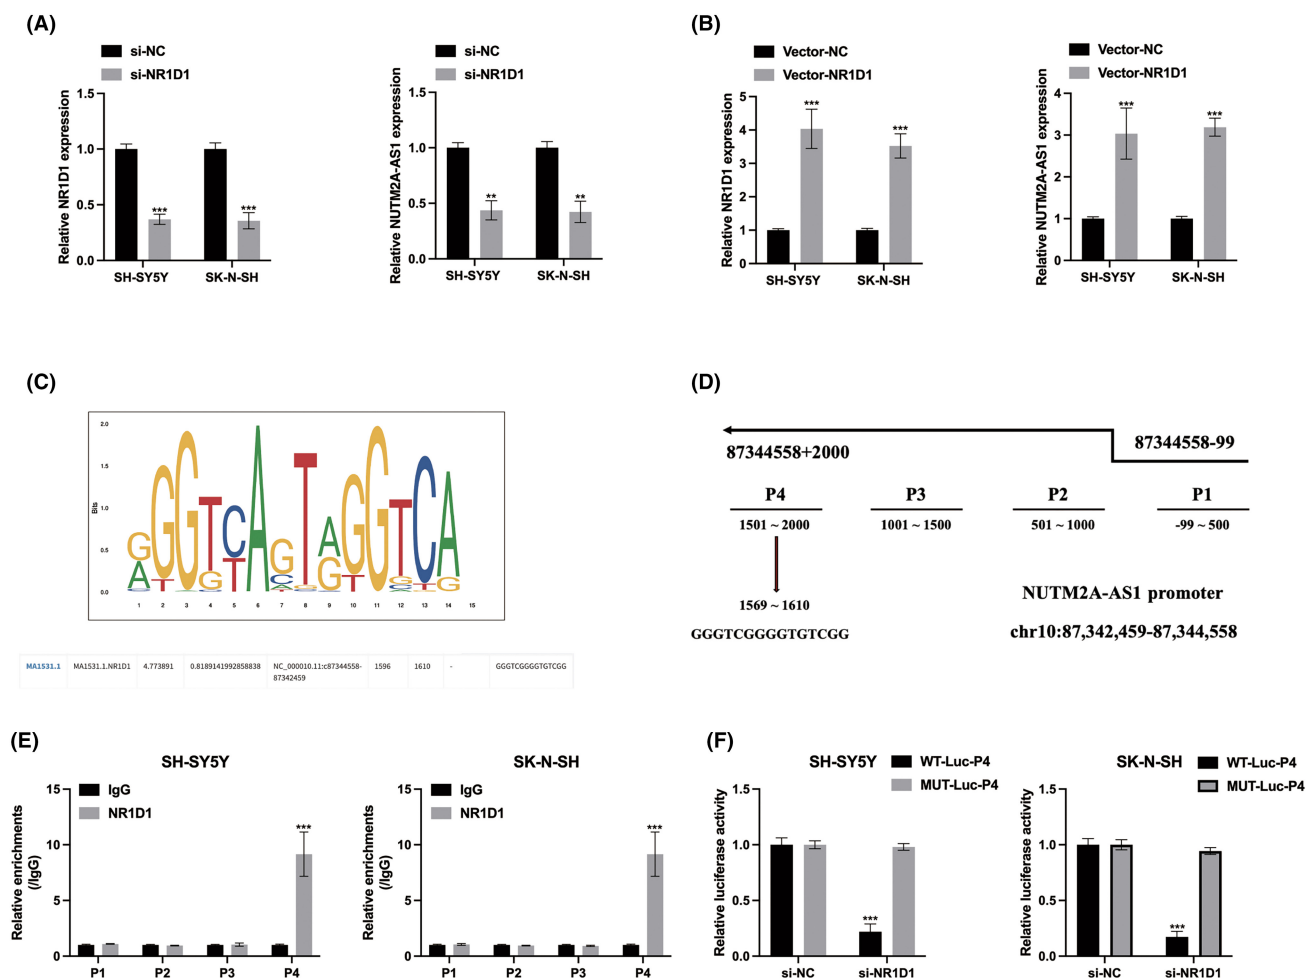 (A)
si-NC
si-NR1D1
Relative NR1D1 expression
1.5
1.0
0.5
0.0
***
***
SH-SY5Y
SK-N-SH
si-NC
si-NR1D1
Relative NUTM2A-AS1 expression
1.5
1.0
0.5
0.0
**
**
SH-SY5Y
SK-N-SH
(B)
Vector-NC
Vector-NR1D1
Relative NR1D1 expression
5
4
3
2
1
0
***
***
SH-SY5Y
SK-N-SH
Vector-NC
Vector-NR1D1
Relative NUTM2A-AS1 expression
4
3
2
1
0
***
***
SH-SY5Y
SK-N-SH
(C)
Bits
2.0
1.5
1.0
0.5
0.0
1 2 3 4 5 6 7 8 9 10 11 12 13 14 15
MA1531.1 MA1531.1.NR1D1 4.773891 0.8189141992858838 NC_000010.11:c87344558- 1596 1610 - GGGTCGGGGTGTCGG
87342459
(D)
87344558+2000
87344558-99
P4 P3 P2 P1
1501 ~ 2000 1001 ~ 1500 501 ~ 1000 -99 ~ 500
1569 ~ 1610
GGGTCGGGGTGTCGG
NUTM2A-AS1 promoter
chr10:87,342,459-87,344,558
(E)
SH-SY5Y
IgG
NR1D1
Relative enrichments
(/IgG)
15
10
5
0
***
P1 P2 P3 P4
SK-N-SH
IgG
NR1D1
Relative enrichments
(/IgG)
15
10
5
0
***
P1 P2 P3 P4
(F)
SH-SY5Y
WT-Luc-P4
MUT-Luc-P4
Relative luciferase activity
1.5
1.0
0.5
0.0
***
si-NC
si-NR1D1
SK-N-SH
WT-Luc-P4
MUT-Luc-P4
Relative luciferase activity
1.5
1.0
0.5
0.0
***
si-NC
si-NR1D1